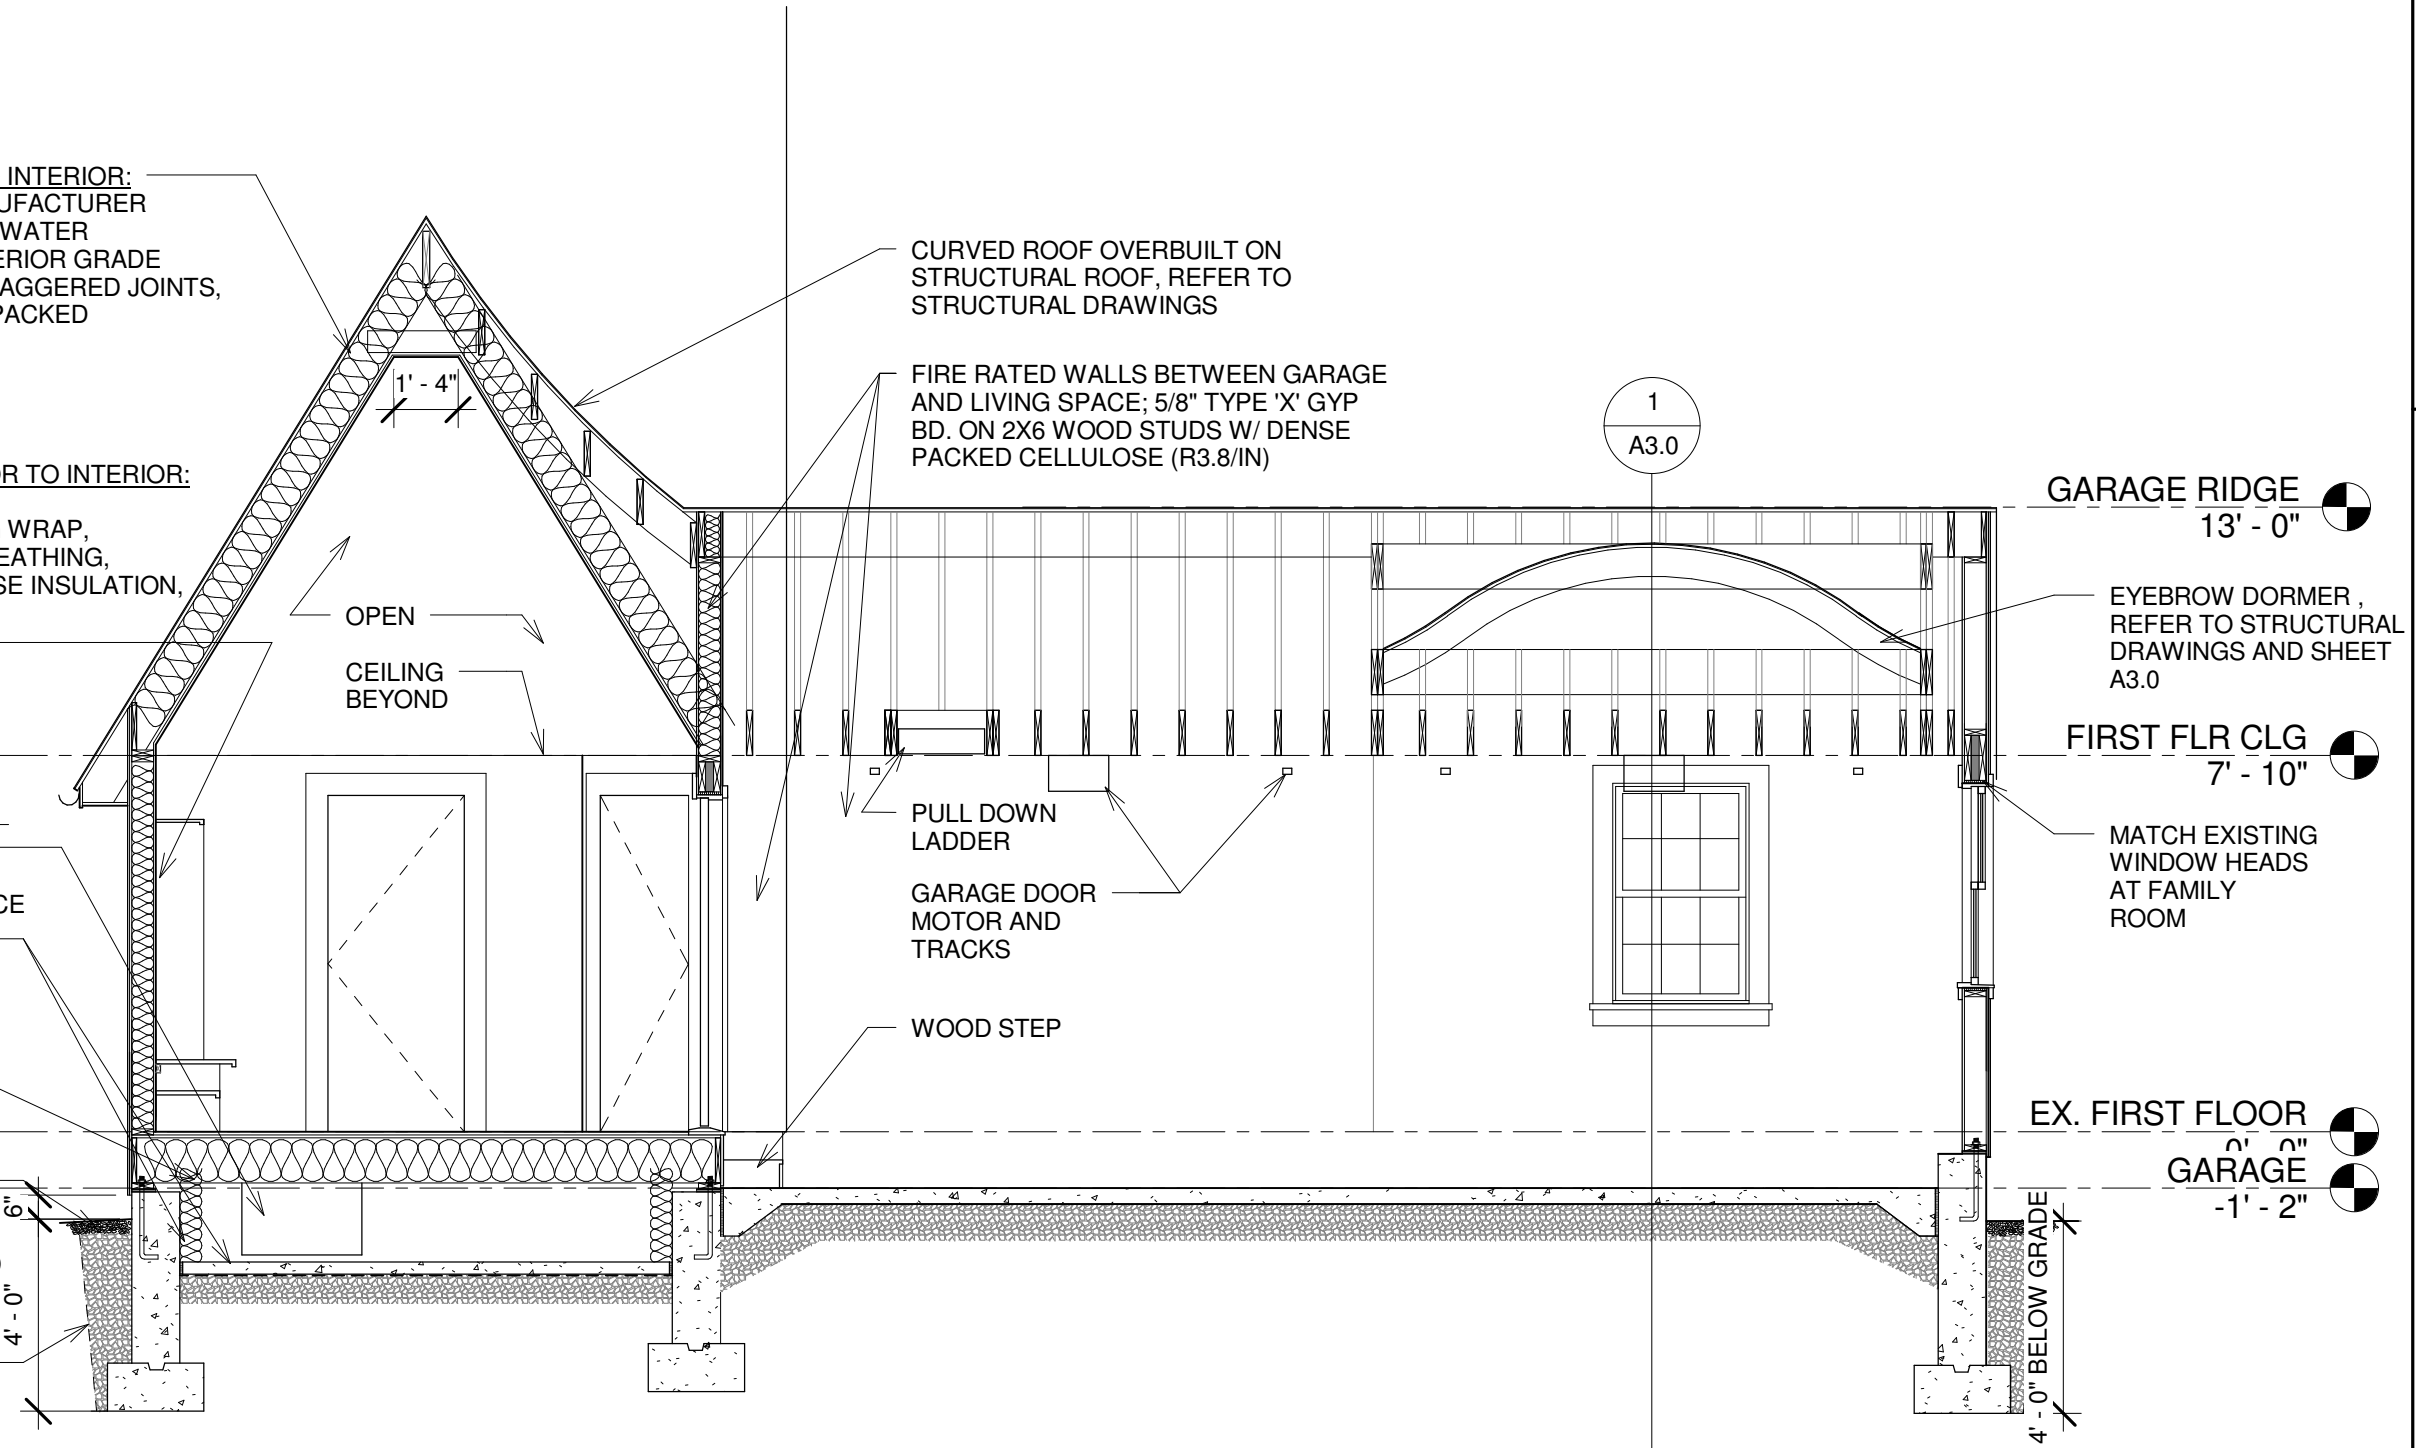 INTERIOR:
UFACTURER
WATER
ERIOR GRADE
AGGERED JOINTS,
PACKED
OR TO INTERIOR:
WRAP,
EATHING,
SE INSULATION,
CE
1' - 4"
OPEN
CEILING
BEYOND
CURVED ROOF OVERBUILT ON
STRUCTURAL ROOF, REFER TO
STRUCTURAL DRAWINGS
FIRE RATED WALLS BETWEEN GARAGE
AND LIVING SPACE; 5/8" TYPE 'X' GYP
BD. ON 2X6 WOOD STUDS W/ DENSE
PACKED CELLULOSE (R3.8/IN)
PULL DOWN
LADDER
GARAGE DOOR
MOTOR AND
TRACKS
WOOD STEP
1
A3.0
GARAGE RIDGE
13' - 0"
EYEBROW DORMER ,
REFER TO STRUCTURAL
DRAWINGS AND SHEET
A3.0
FIRST FLR CLG
7' - 10"
MATCH EXISTING
WINDOW HEADS
AT FAMILY
ROOM
EX. FIRST FLOOR
0' - 0"
GARAGE
-1' - 2"
6"
4' - 0"
4' - 0" BELOW GRADE